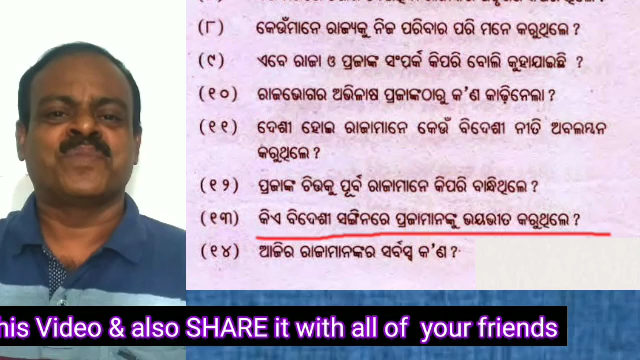 (୮) କେଉଁମାନେ ରାଜ୍ୟକୁ ନିଜ ପରିବାର ପରି ମନେ କରୁଥିଲେ ?
(୯) ଏବେ ରାଜା ଓ ପ୍ରଜାଙ୍କ ସଂପର୍କ କିପରି ବୋଲି କୁହାଯାଇଛି ?
(୧୦) ରାଜଭୋଗର ଅଭିଳାଷ ପ୍ରଜାଙ୍କଠାରୁ କ'ଣ କାଢ଼ିନେଲା ?
(୧୧) ଦେଶୀ ହୋଇ ରାଜାମାନେ କେଉଁ ବିଦେଶୀ ନୀତି ଅବଲମ୍ବନ
କରୁଥିଲେ ?
(୧୨) ପ୍ରଜାଙ୍କ ଚିତ୍ତକୁ ପୂର୍ବ ରାଜାମାନେ କିପରି ବାନ୍ଧିଥିଲେ ?
(୧୩) କିଏ ବିଦେଶୀ ସଙ୍ଗିନରେ ପ୍ରଜାମାନଙ୍କୁ ଭୟଭୀତ କରୁଥିଲେ ?
(୧୪) ଆଜିର ରାଜାମାନଙ୍କର ସର୍ବସ୍ୱ କ'ଣ ?
his Video & also SHARE it with all of your friends